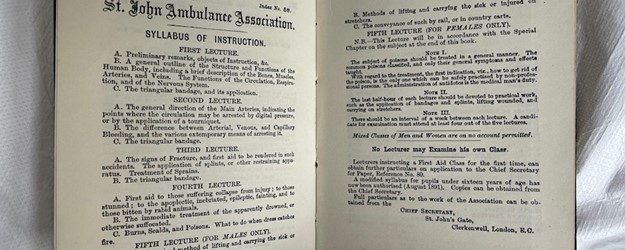 Index No. 58.
St. John Ambulance Association.
SYLLABUS OF INSTRUCTION.
FIRST LECTURE.
A. Preliminary remarks, objects of Instruction, &c.
B. A general outline of the Structure and Functions of the
Human Body, including a brief description of the Bones, Muscles,
Arteries, and Veins. The Functions of the Circulation, Respira-
tion, and of the Nervous System.
C. The triangular bandage, and its application.
SECOND LECTURE.
A. The general direction of the Main Arteries, indicating the
points where the circulation may be arrested by digital pressure,
or by the application of a tourniquet.
B. The difference between Arterial, Venous, and Capillary
Bleeding, and the various extemporary means of arresting it.
C. The triangular bandage.
THIRD LECTURE.
A. The signs of Fracture, and first aid to be rendered in such
accidents. The application of splints, or other restraining appa-
ratus. Treatment of Sprains.
B. The triangular bandage.
FOURTH LECTURE.
A. First aid to those suffering collapse from injury; to those
stunned; to the apoplectic, inebriated, epileptic, fainting, and to
those bitten by rabid animals.
B. The immediate treatment of the apparently drowned, or
otherwise suffocated.
C. Burns, Scalds, and Poisons. What to do when dress catches
fire.
FIFTH LECTURE (FOR MALES ONLY).
method of lifting and carrying the sick or
B. Methods of lifting and carrying the sick or injured on
stretchers.
C. The conveyance of such by rail, or in country carts.
FIFTH LECTURE (FOR FEMALES ONLY).
N.B.—This Lecture will be in accordance with the Special
Chapter on the subject at the end of this book.
NOTE I.
The subject of poisons should be treated in a general manner. The
common poisons classified, and only their general symptoms and effects
taught.
With regard to the treatment, the first indication, viz., how to get rid of
the poison, is the only one which can be safely practised by non-profes-
sional persons. The administration of antidotes is the medical man's duty.
NOTE II.
The last half-hour of each lecture should be devoted to practical work,
such as the application of bandages and splints, lifting wounded, and
carrying on stretchers.
NOTE III.
There should be an interval of a week between each lecture. A candi-
date for examination must attend at least four out of the five lectures.
Mixed Classes of Men and Women are on no account permitted.
No Lecturer may Examine his own Class.
Lecturers instructing a First Aid Class for the first time, can
obtain further particulars on application to the Chief Secretary
for Paper, Reference No. 80.
A modified syllabus for pupils under sixteen years of age has
now been authorised (August 1891). Copies can be obtained from
the Chief Secretary.
Full particulars as to the work of the Association can be ob-
tained from the
CHIEF SECRETARY,
St. John's Gate,
Clerkenwell, London, E.C.